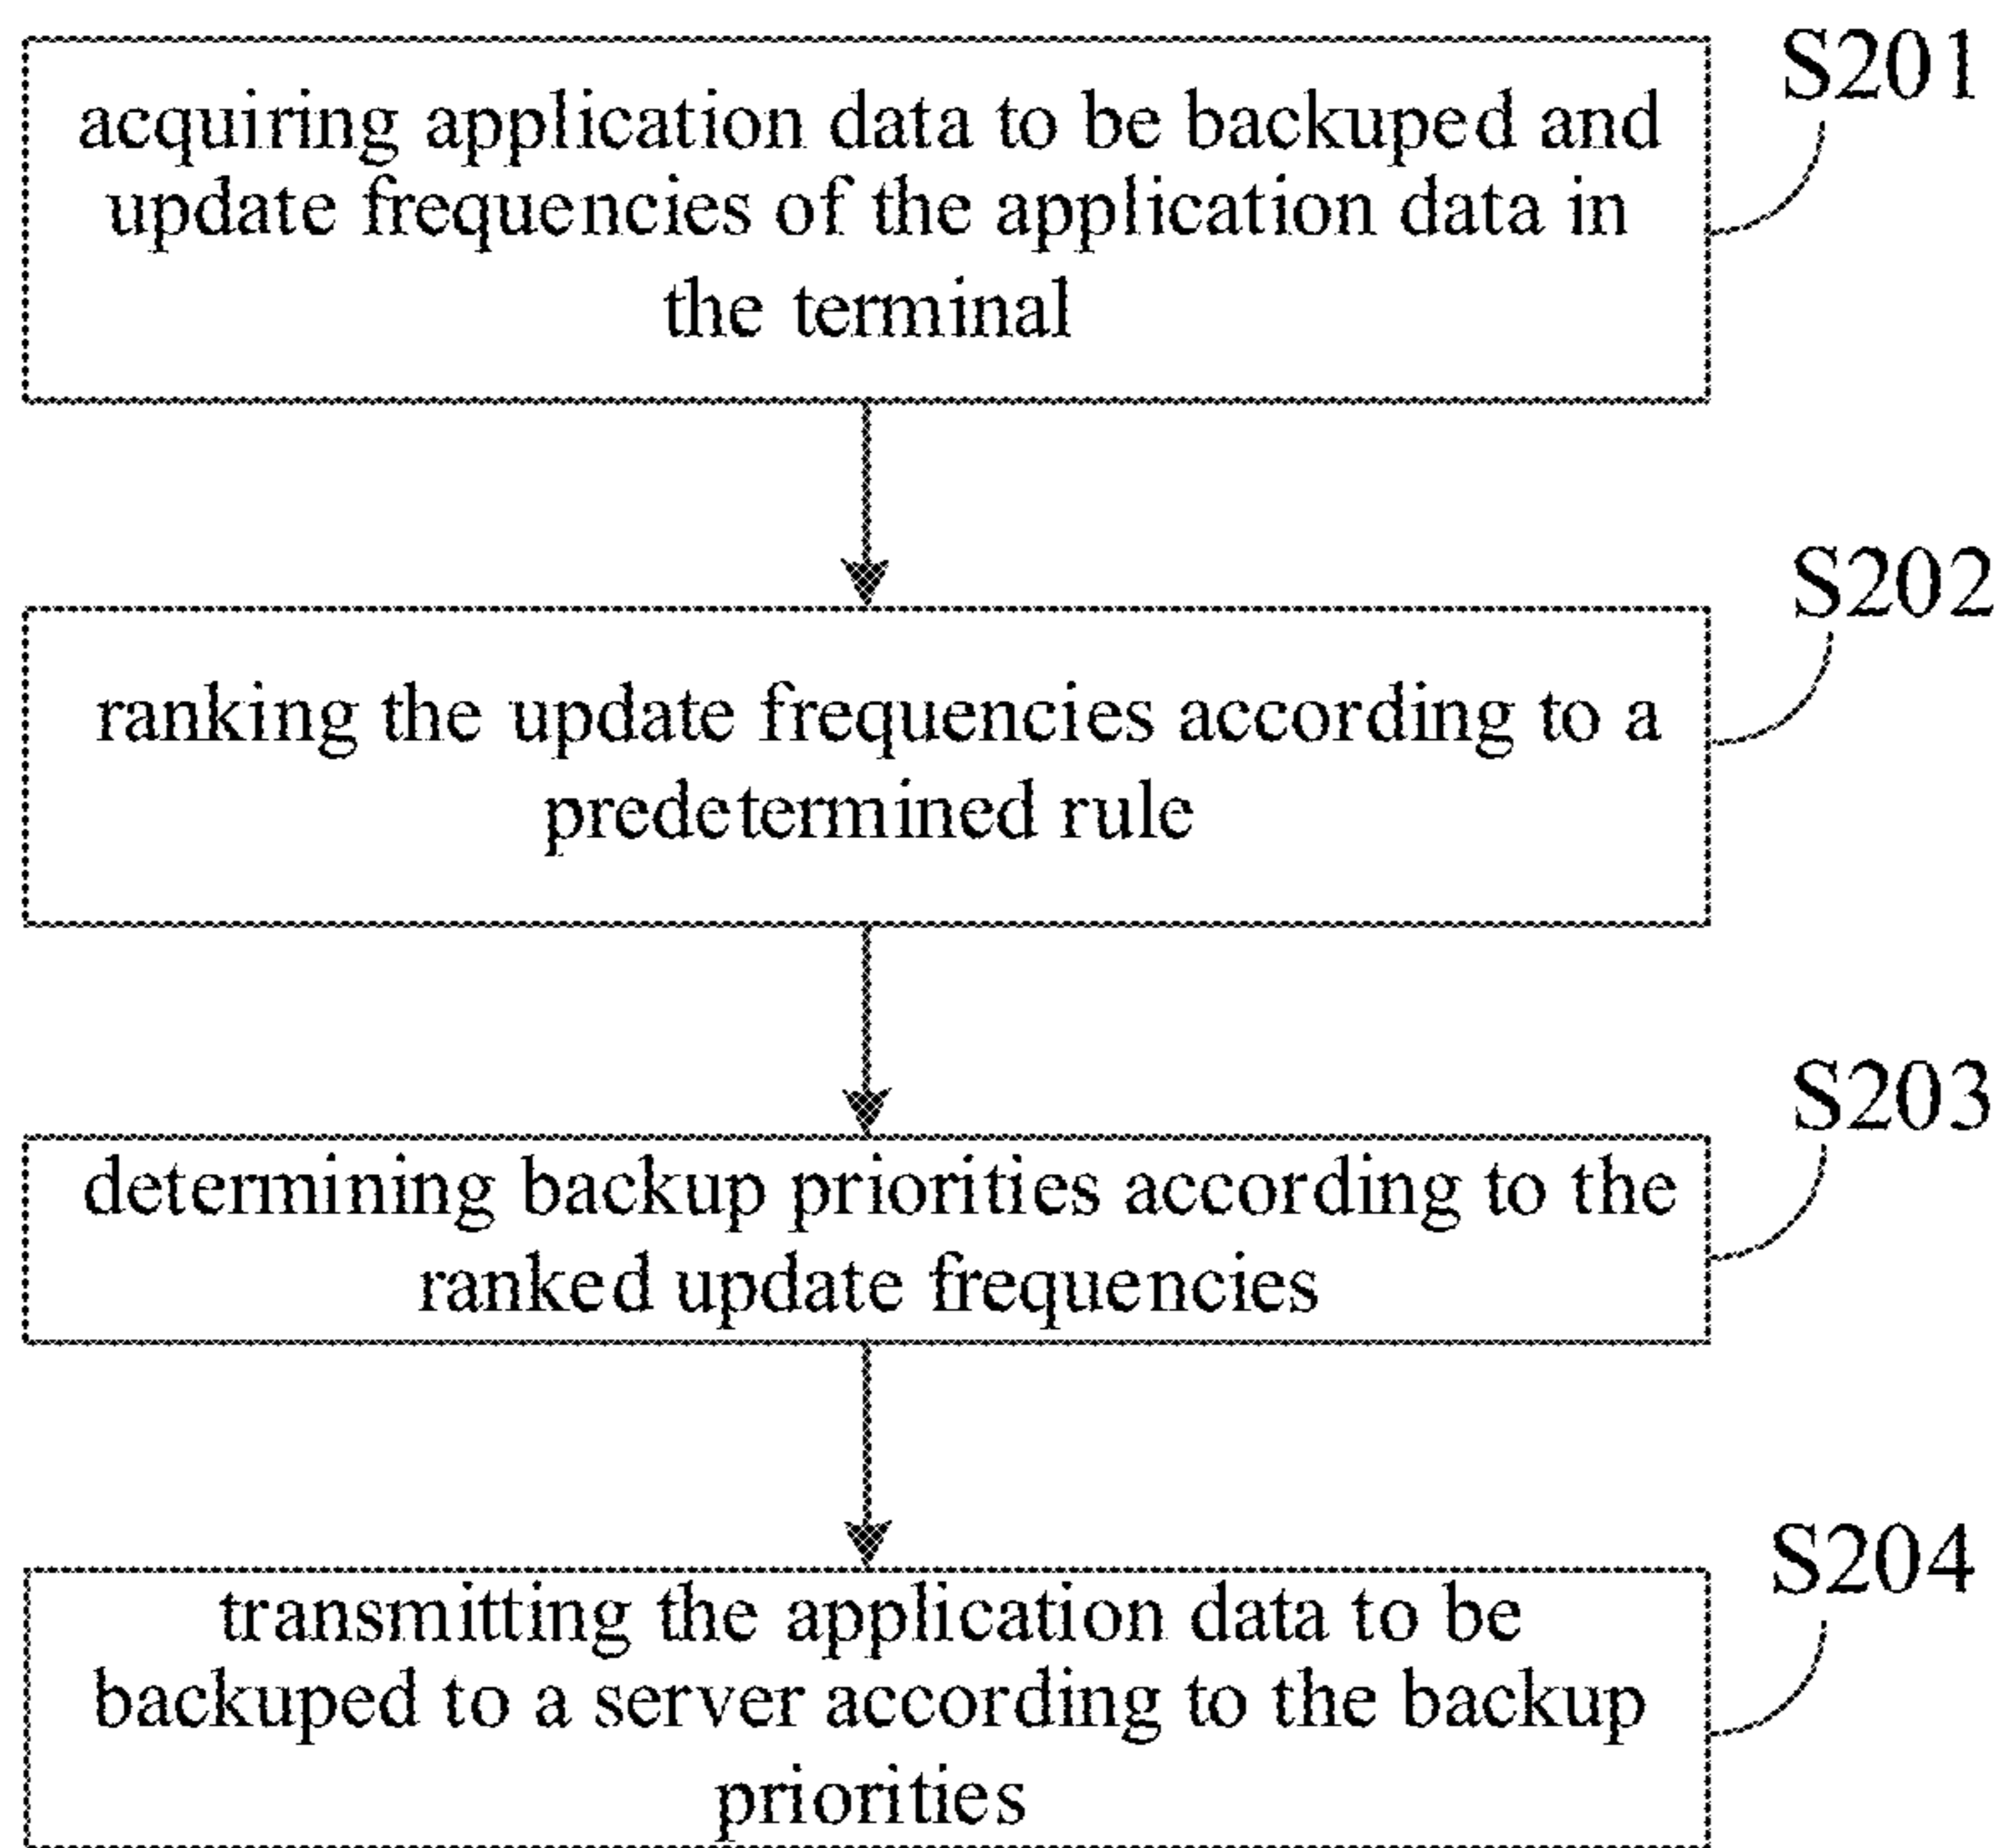 S201
acquiring application data to be backuped and
update frequencies of the application data in
the terminal
S202
ranking the update frequencies according to a
predetermined rule
S203
determining backup priorities according to the
ranked update frequencies
S204
transmitting the application data to be
backuped to a server according to the backup
priorities